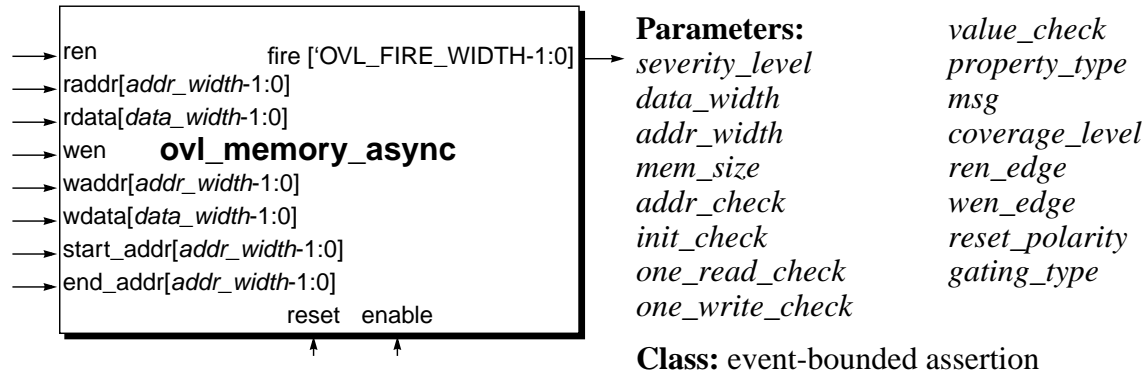 ren
fire [‘OVL_FIRE_WIDTH-1:0]
raddr[addr_width-1:0]
rdata[data_width-1:0]
wen
ovl_memory_async
waddr[addr_width-1:0]
wdata[data_width-1:0]
start_addr[addr_width-1:0]
end_addr[addr_width-1:0]
reset enable
Parameters:
severity_level
data_width
addr_width
mem_size
addr_check
init_check
one_read_check
one_write_check
value_check
property_type
msg
coverage_level
ren_edge
wen_edge
reset_polarity
gating_type
Class: event-bounded assertion